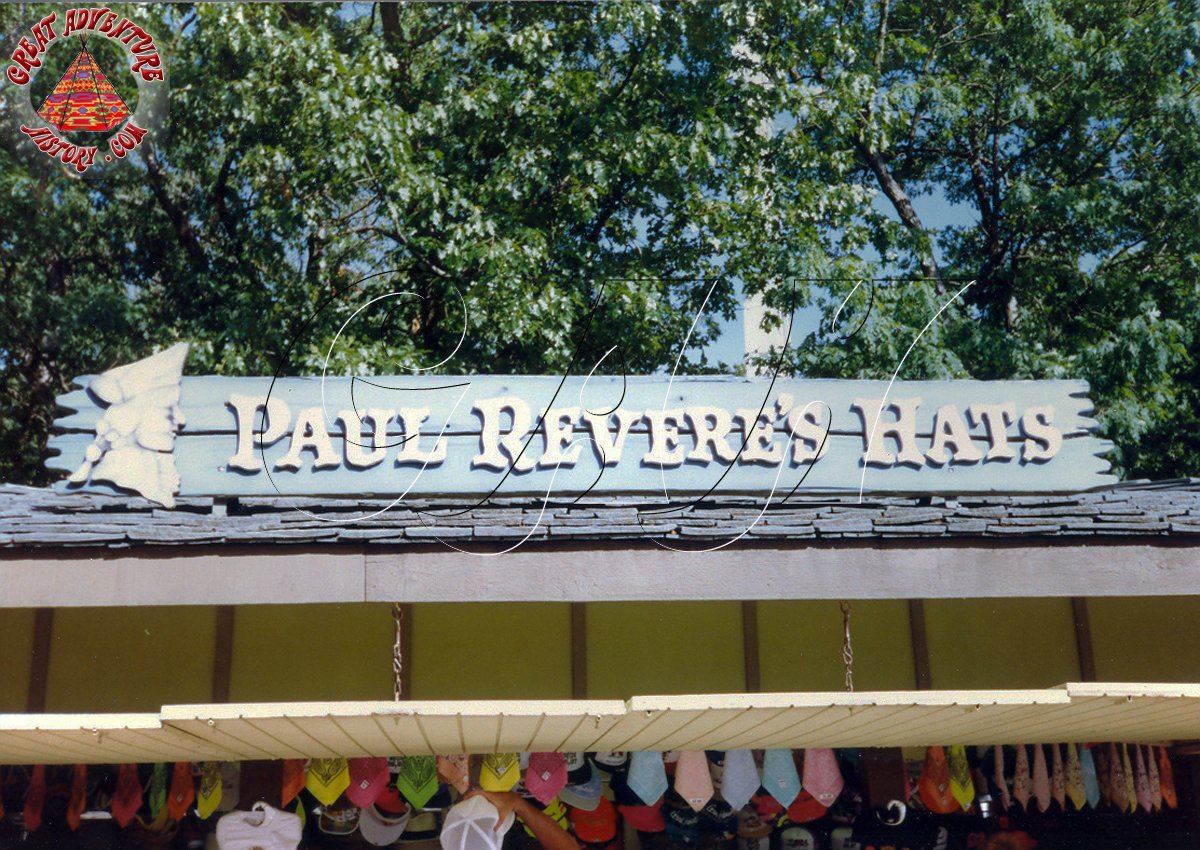 GREAT ADVENTURE
HISTORY.COM
PAUL REVERE'S HATS